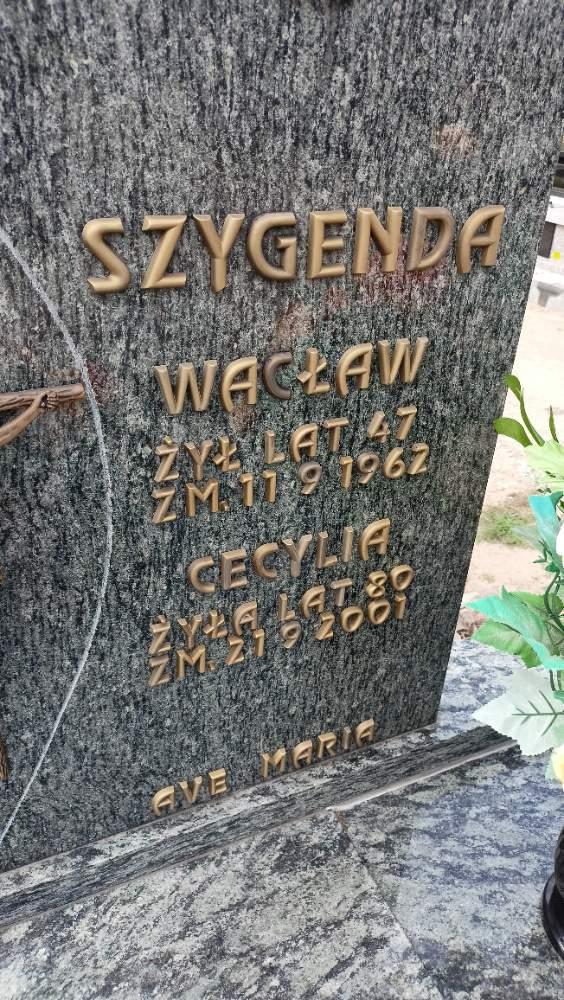 SZYGENDA
WACŁAW
ŻYŁ LAT 47
ZM. 11 9 1962
CECYLIA
ŻYŁA LAT 80
ZM. 21 9 2001
AVE MARIA